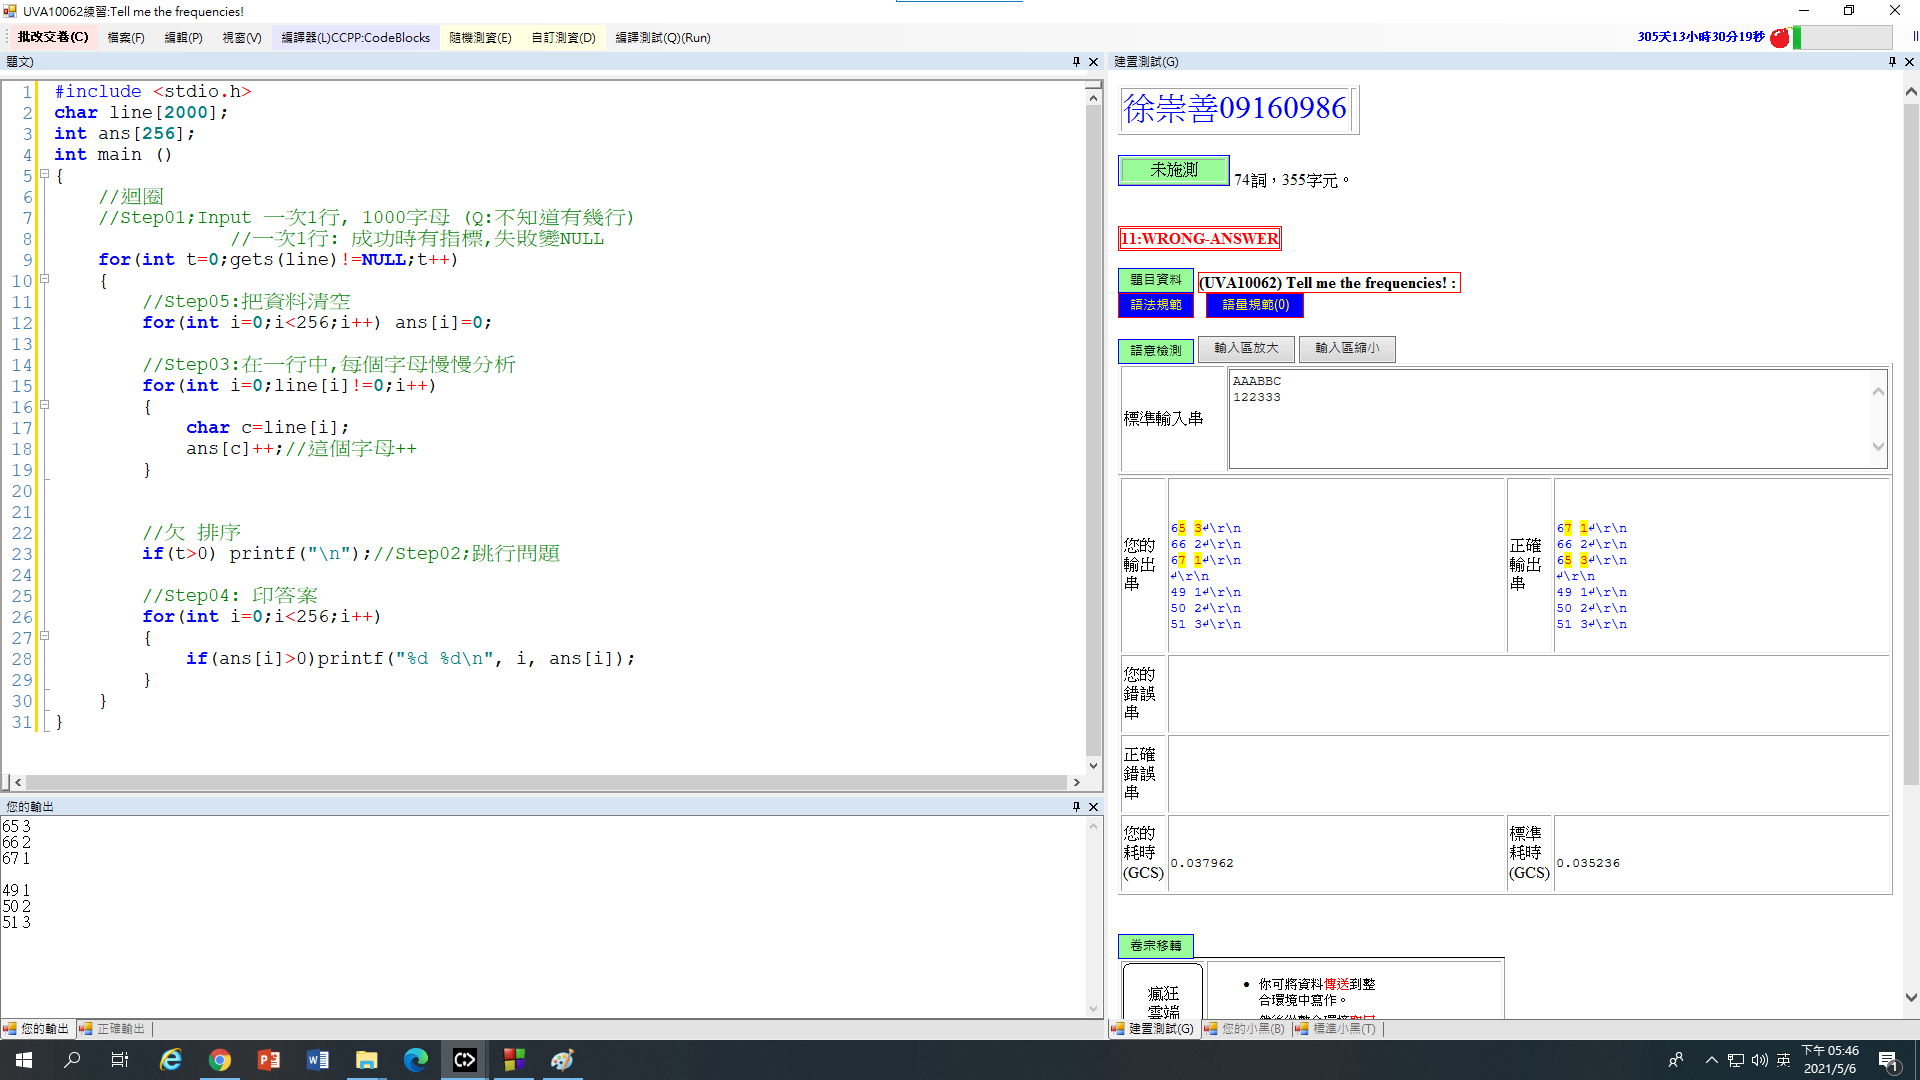 UVA10062練習:Tell me the frequencies!
批改交卷(C) 檔案(F) 編輯(P) 視窗(V) 編譯器(L)CCPP:CodeBlocks 隨機測資(E) 自訂測資(D) 編譯測試(Q)(Run) 305天13小時30分19秒
題文)
1 #include <stdio.h>
2 char line[2000];
3 int ans[256];
4 int main ()
5 {
6 //迴圈
7 //Step01;Input 一次1行, 1000字母 (Q:不知道有幾行)
8 //一次1行: 成功時有指標,失敗變NULL
9 for(int t=0;gets(line)!=NULL;t++)
10 {
11 //Step05:把資料清空
12 for(int i=0;i<256;i++) ans[i]=0;
13
14 //Step03:在一行中,每個字母慢慢分析
15 for(int i=0;line[i]!=0;i++)
16 {
17 char c=line[i];
18 ans[c]++;//這個字母++
19 }
20
21
22 //欠 排序
23 if(t>0) printf("\n");//Step02;跳行問題
24
25 //Step04: 印答案
26 for(int i=0;i<256;i++)
27 {
28 if(ans[i]>0)printf("%d %d\n", i, ans[i]);
29 }
30 }
31 }
您的輸出
65 3
66 2
67 1
49 1
50 2
51 3
您的輸出 正確輸出
建置測試(G)
徐崇善09160986
未施測 74詞，355字元。
11:WRONG-ANSWER
題目資料 (UVA10062) Tell me the frequencies! :
語法規範 語量規範(0)
語意檢測 輸入區放大 輸入區縮小
標準輸入串
AAABBC
122333
您的輸出串
65 3↲\r\n
66 2↲\r\n
67 1↲\r\n
↲\r\n
49 1↲\r\n
50 2↲\r\n
51 3↲\r\n
正確輸出串
67 1↲\r\n
66 2↲\r\n
65 3↲\r\n
↲\r\n
49 1↲\r\n
50 2↲\r\n
51 3↲\r\n
您的錯誤串
正確錯誤串
您的耗時(GCS) 0.037962
標準耗時(GCS) 0.035236
卷宗移轉
瘋狂
雲端
• 你可將資料傳送到整
合環境中寫作。
建置測試(G) 您的小黑(B) 標準小黑(T)
英
下午 05:46
2021/5/6
1